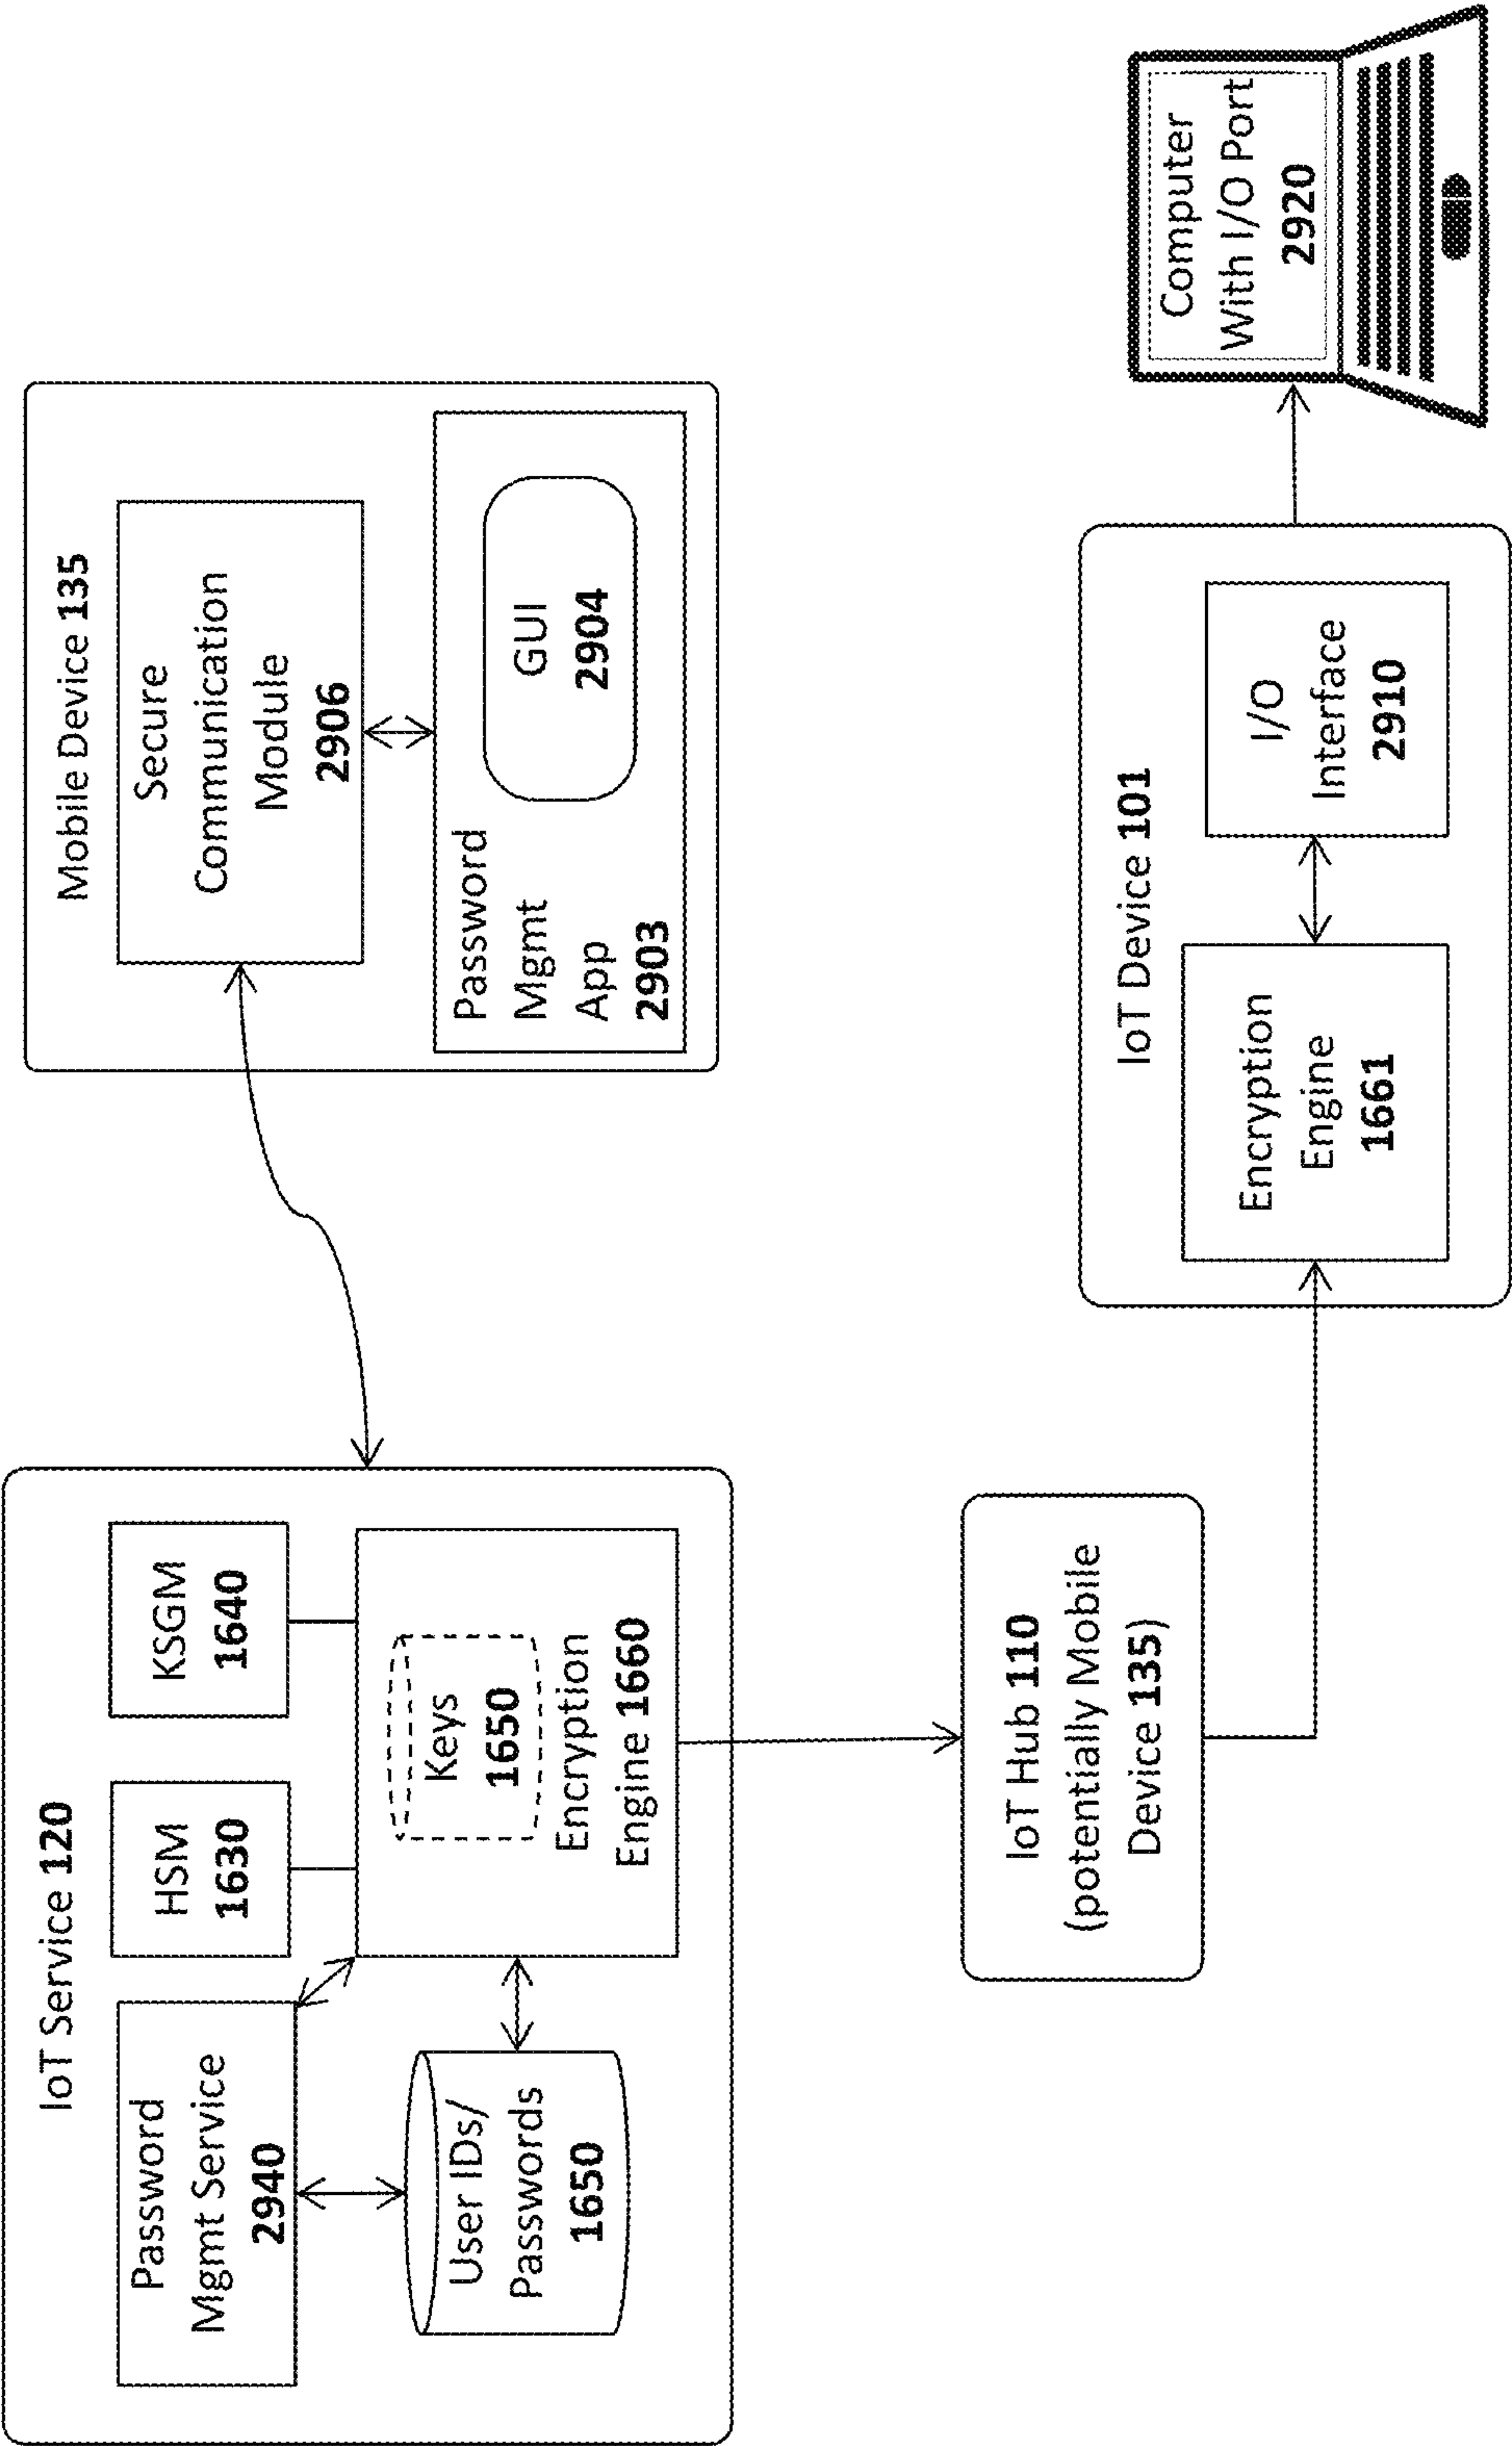 IoT Service 120
Password
Mgmt Service
2940
HSM
1630
KSGM
1640
User IDs/
Passwords
1650
Keys
1650
Encryption
Engine 1660
Mobile Device 135
Secure
Communication
Module
2906
Password
Mgmt
App
2903
GUI
2904
IoT Hub 110
(potentially Mobile
Device 135)
IoT Device 101
Encryption
Engine
1661
I/O
Interface
2910
Computer
With I/O Port
2920